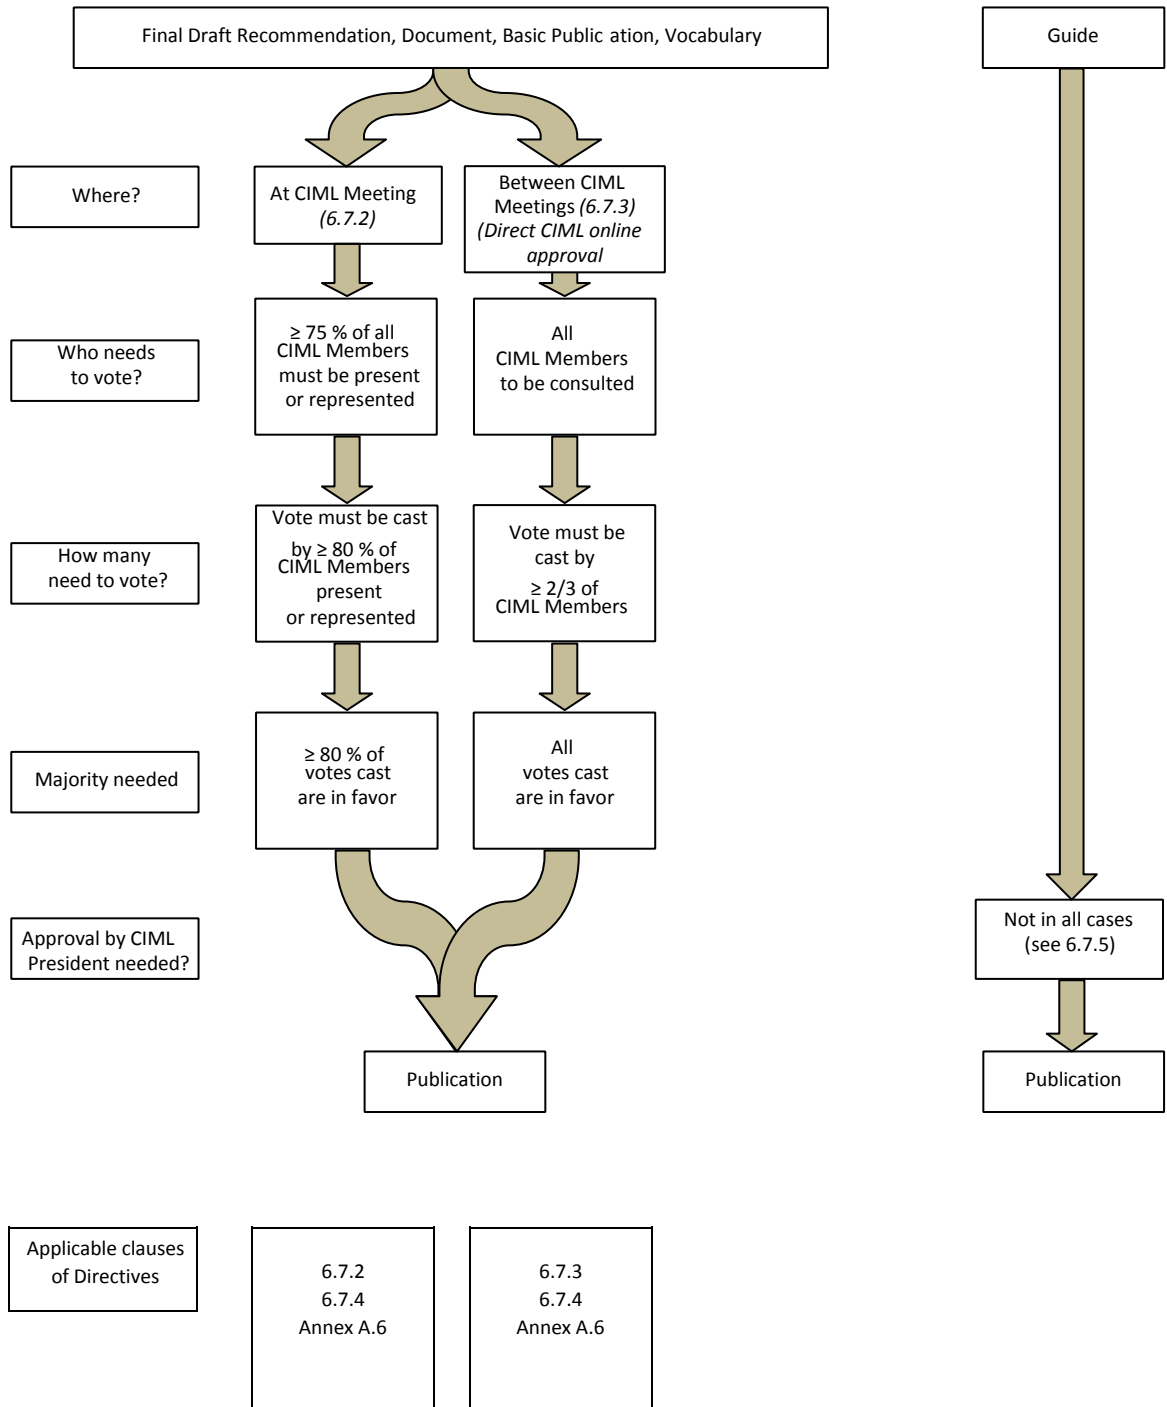 Final Draft Recommendation, Document, Basic Public ation, Vocabulary
Guide
Where?
At CIML Meeting
(6.7.2)
Between CIML
Meetings (6.7.3)
(Direct CIML online
approval
Who needs
to vote?
≥ 75 % of all
CIML Members
must be present
or represented
All
CIML Members
to be consulted
How many
need to vote?
Vote must be cast
by ≥ 80 % of
CIML Members
present
or represented
Vote must be
cast by
≥ 2/3 of
CIML Members
Majority needed
≥ 80 % of
votes cast
are in favor
All
votes cast
are in favor
Approval by CIML
President needed?
Not in all cases
(see 6.7.5)
Publication
Publication
Applicable clauses
of Directives
6.7.2
6.7.4
Annex A.6
6.7.3
6.7.4
Annex A.6